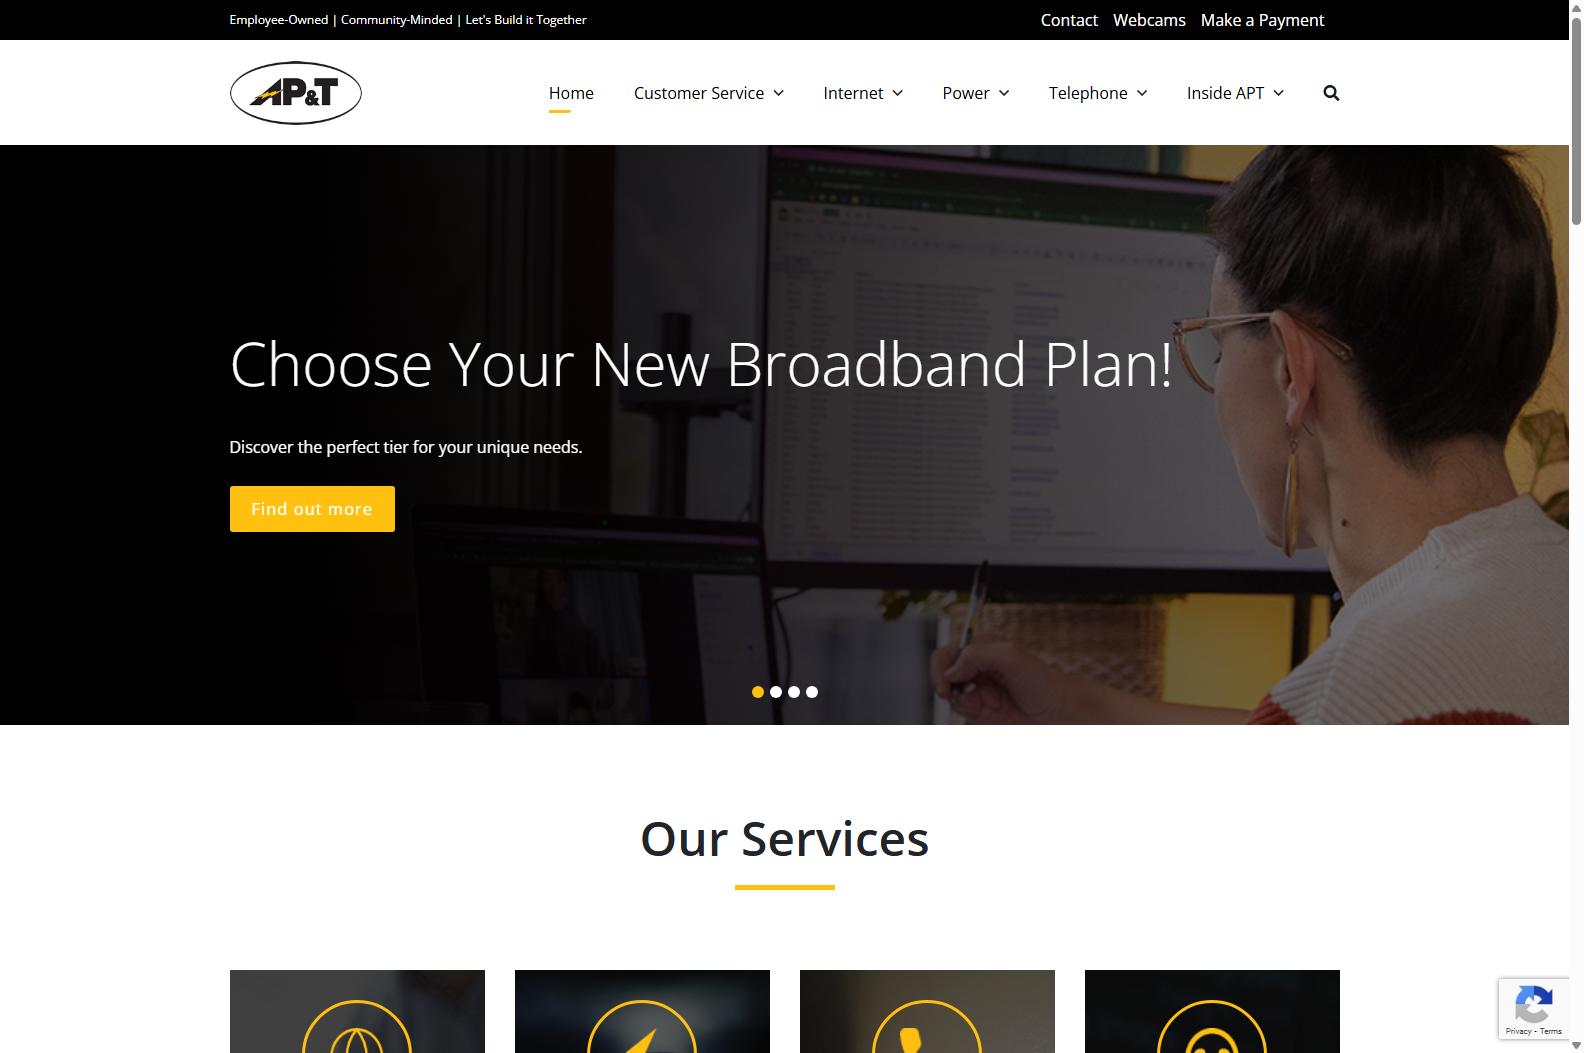 Employee-Owned | Community-Minded | Let's Build it Together
Contact Webcams Make a Payment
AP&T
Home Customer Service Internet Power Telephone Inside APT
Choose Your New Broadband Plan!
Discover the perfect tier for your unique needs.
Find out more
Our Services
Privacy - Terms